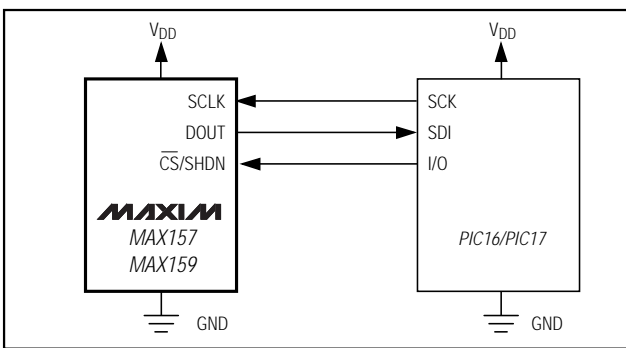 VDD VDD
SCLK SCK
DOUT SDI
CS/SHDN I/O
MAXIM
MAX157 PIC16/PIC17
MAX159
GND GND